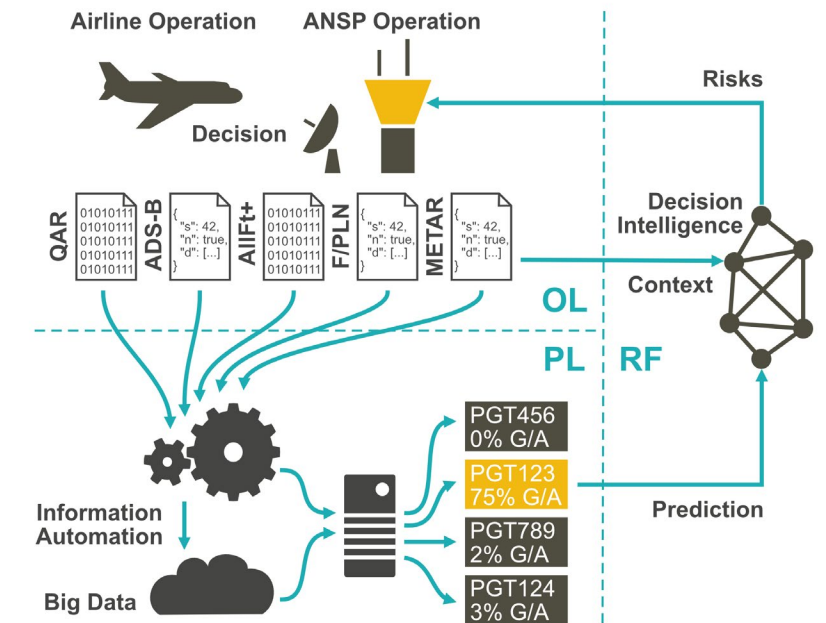 Airline Operation
ANSP Operation
Risks
Decision
QAR
01010111
01010111
01010111
01010111
01010111
ADS-B
{
"s": 42,
"n": true,
"d": [...]
}
AllFt+
01010111
01010111
01010111
01010111
01010111
F/PLN
{
"s": 42,
"n": true,
"d": [...]
}
METAR
{
"s": 42,
"n": true,
"d": [...]
}
Decision
Intelligence
Context
OL
PL
RF
PGT456
0% G/A
PGT123
75% G/A
PGT789
2% G/A
PGT124
3% G/A
Prediction
Information
Automation
Big Data